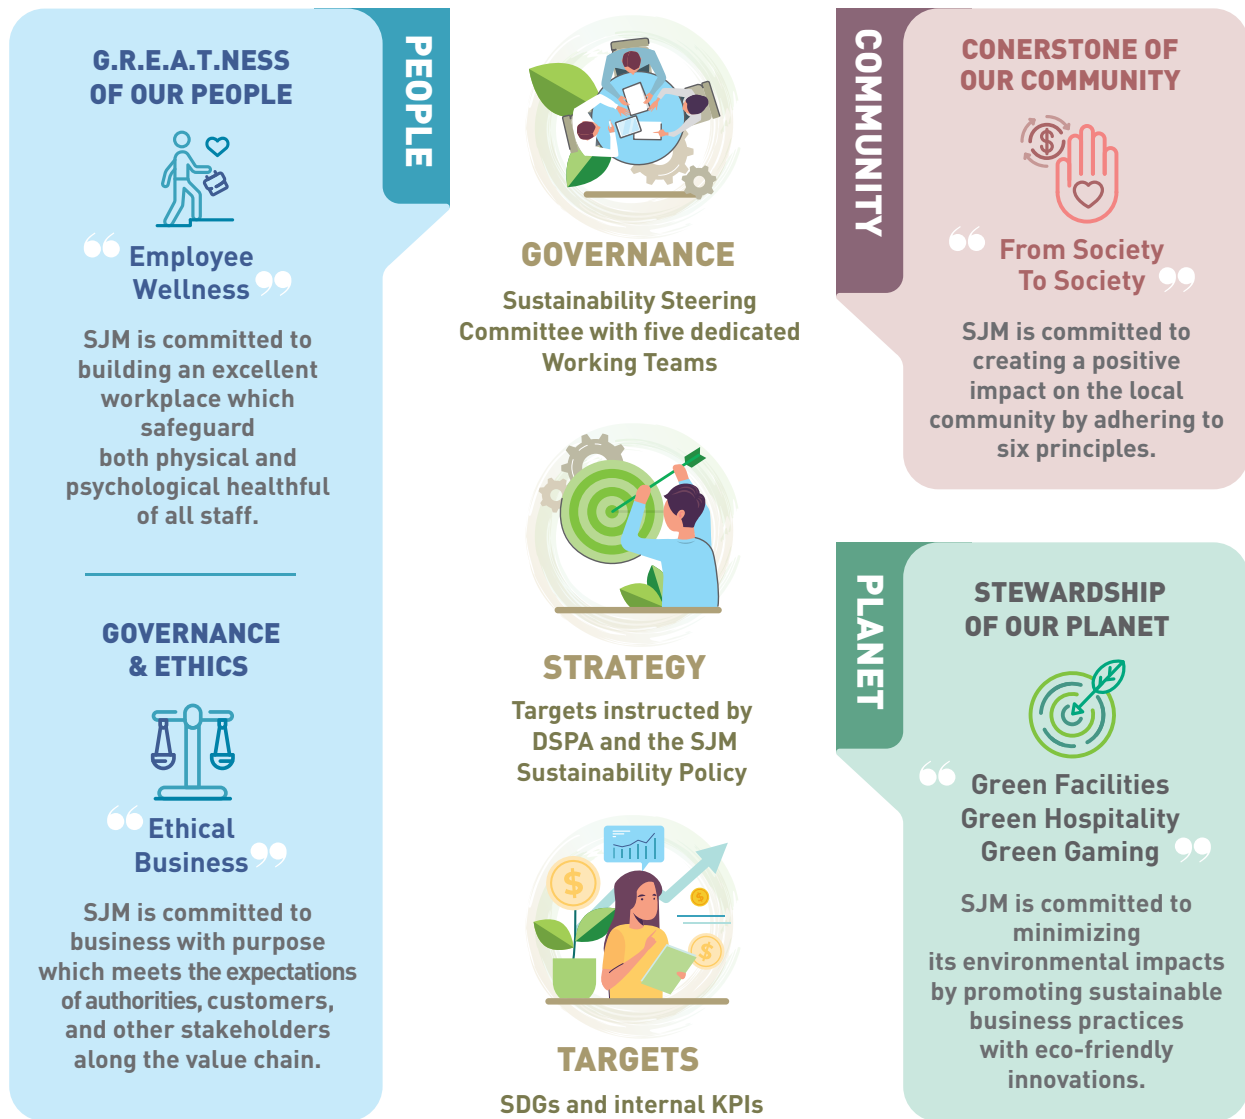 PEOPLE
G.R.E.A.T.NESS
OF OUR PEOPLE
“ Employee
Wellness ”
SJM is committed to
building an excellent
workplace which
safeguard
both physical and
psychological healthful
of all staff.
GOVERNANCE
& ETHICS
“ Ethical
Business ”
SJM is committed to
business with purpose
which meets the expectations
of authorities, customers,
and other stakeholders
along the value chain.
GOVERNANCE
Sustainability Steering
Committee with five dedicated
Working Teams
STRATEGY
Targets instructed by
DSPA and the SJM
Sustainability Policy
TARGETS
SDGs and internal KPIs
COMMUNITY
CONERSTONE OF
OUR COMMUNITY
“ From Society
To Society ”
SJM is committed to
creating a positive
impact on the local
community by adhering to
six principles.
PLANET
STEWARDSHIP
OF OUR PLANET
“ Green Facilities
Green Hospitality
Green Gaming ”
SJM is committed to
minimizing
its environmental impacts
by promoting sustainable
business practices
with eco-friendly
innovations.